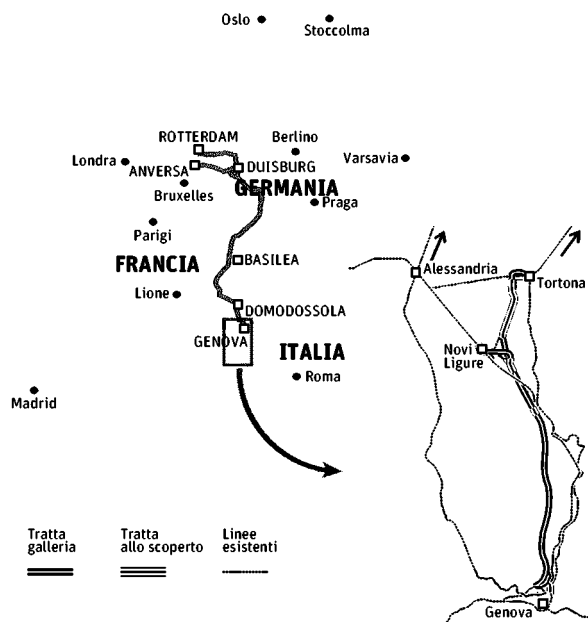 Oslo
Stoccolma
ROTTERDAM
Berlino
Londra
ANVERSA
DUISBURG
Varsavia
Bruxelles
GERMANIA
Praga
Parigi
FRANCIA
BASILEA
Alessandria
Tortona
Lione
DOMODOSSOLA
GENOVA
ITALIA
Novi
Ligure
Roma
Madrid
Tratta
galleria
Tratta
allo scoperto
Linee
esistenti
Genova